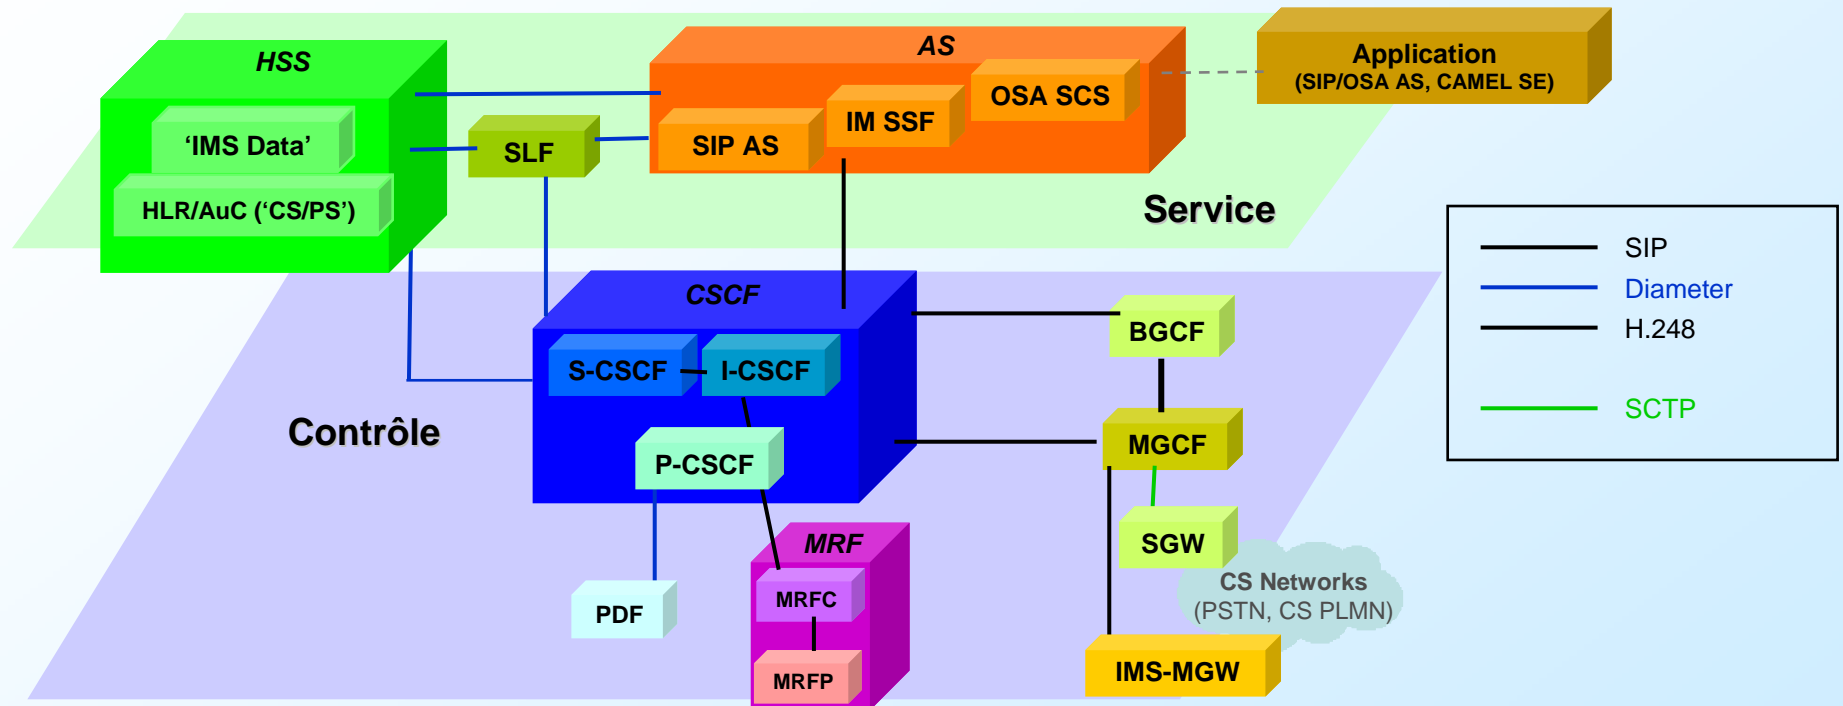 HSS
‘IMS Data’
HLR/AuC (‘CS/PS’)
SLF
AS
SIP AS
IM SSF
OSA SCS
Application
(SIP/OSA AS, CAMEL SE)
Service
CSCF
S-CSCF
I-CSCF
P-CSCF
Contrôle
BGCF
MGCF
SGW
CS Networks
(PSTN, CS PLMN)
IMS-MGW
PDF
MRF
MRFC
MRFP
SIP
Diameter
H.248
SCTP